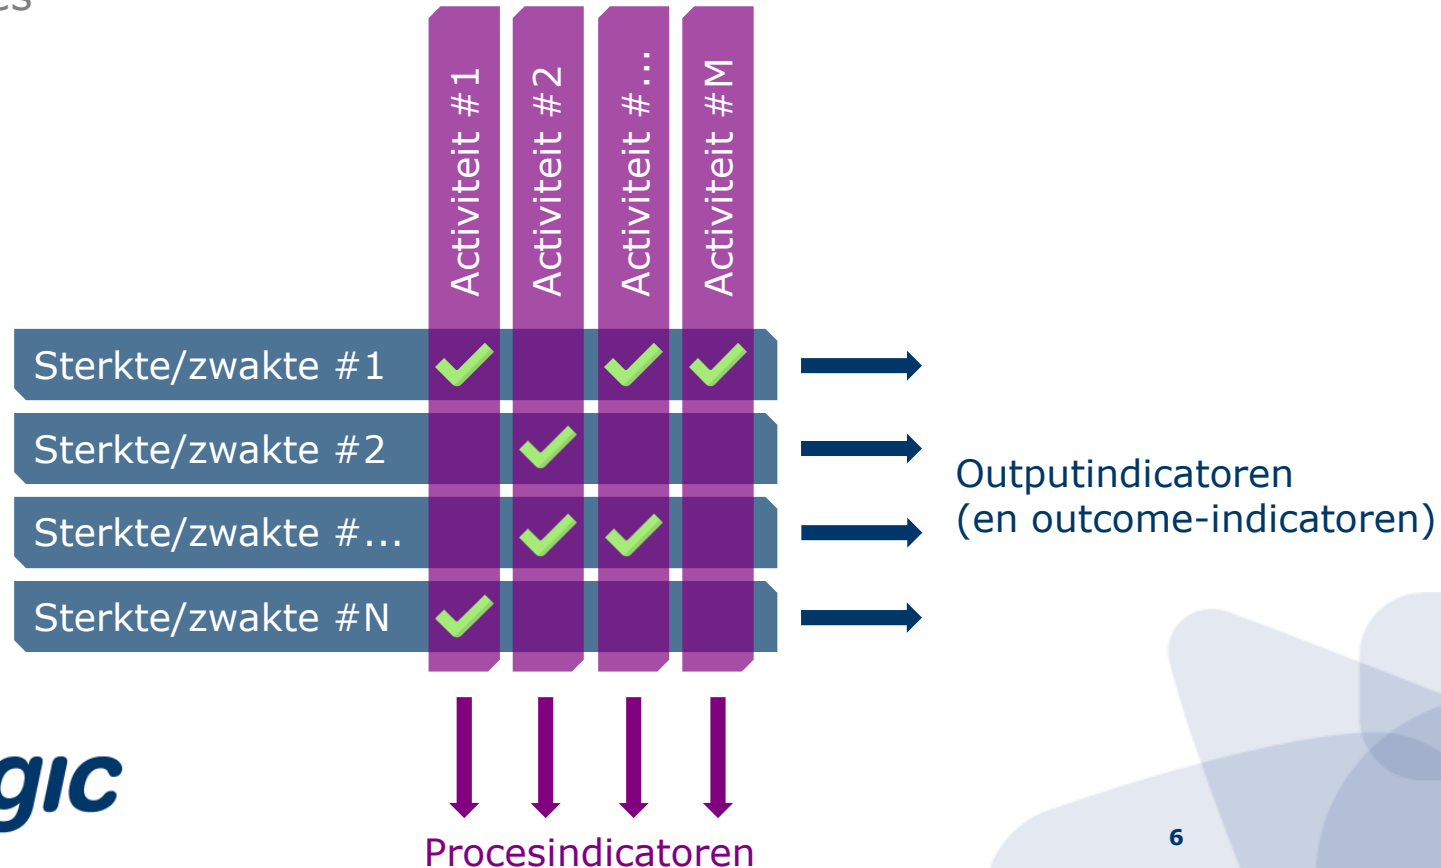 Activiteit #1
Activiteit #2
Activiteit #...
Activiteit #M
Sterkte/zwakte #1
Sterkte/zwakte #2
Sterkte/zwakte #...
Sterkte/zwakte #N
Outputindicatoren
(en outcome-indicatoren)
Procesindicatoren
6